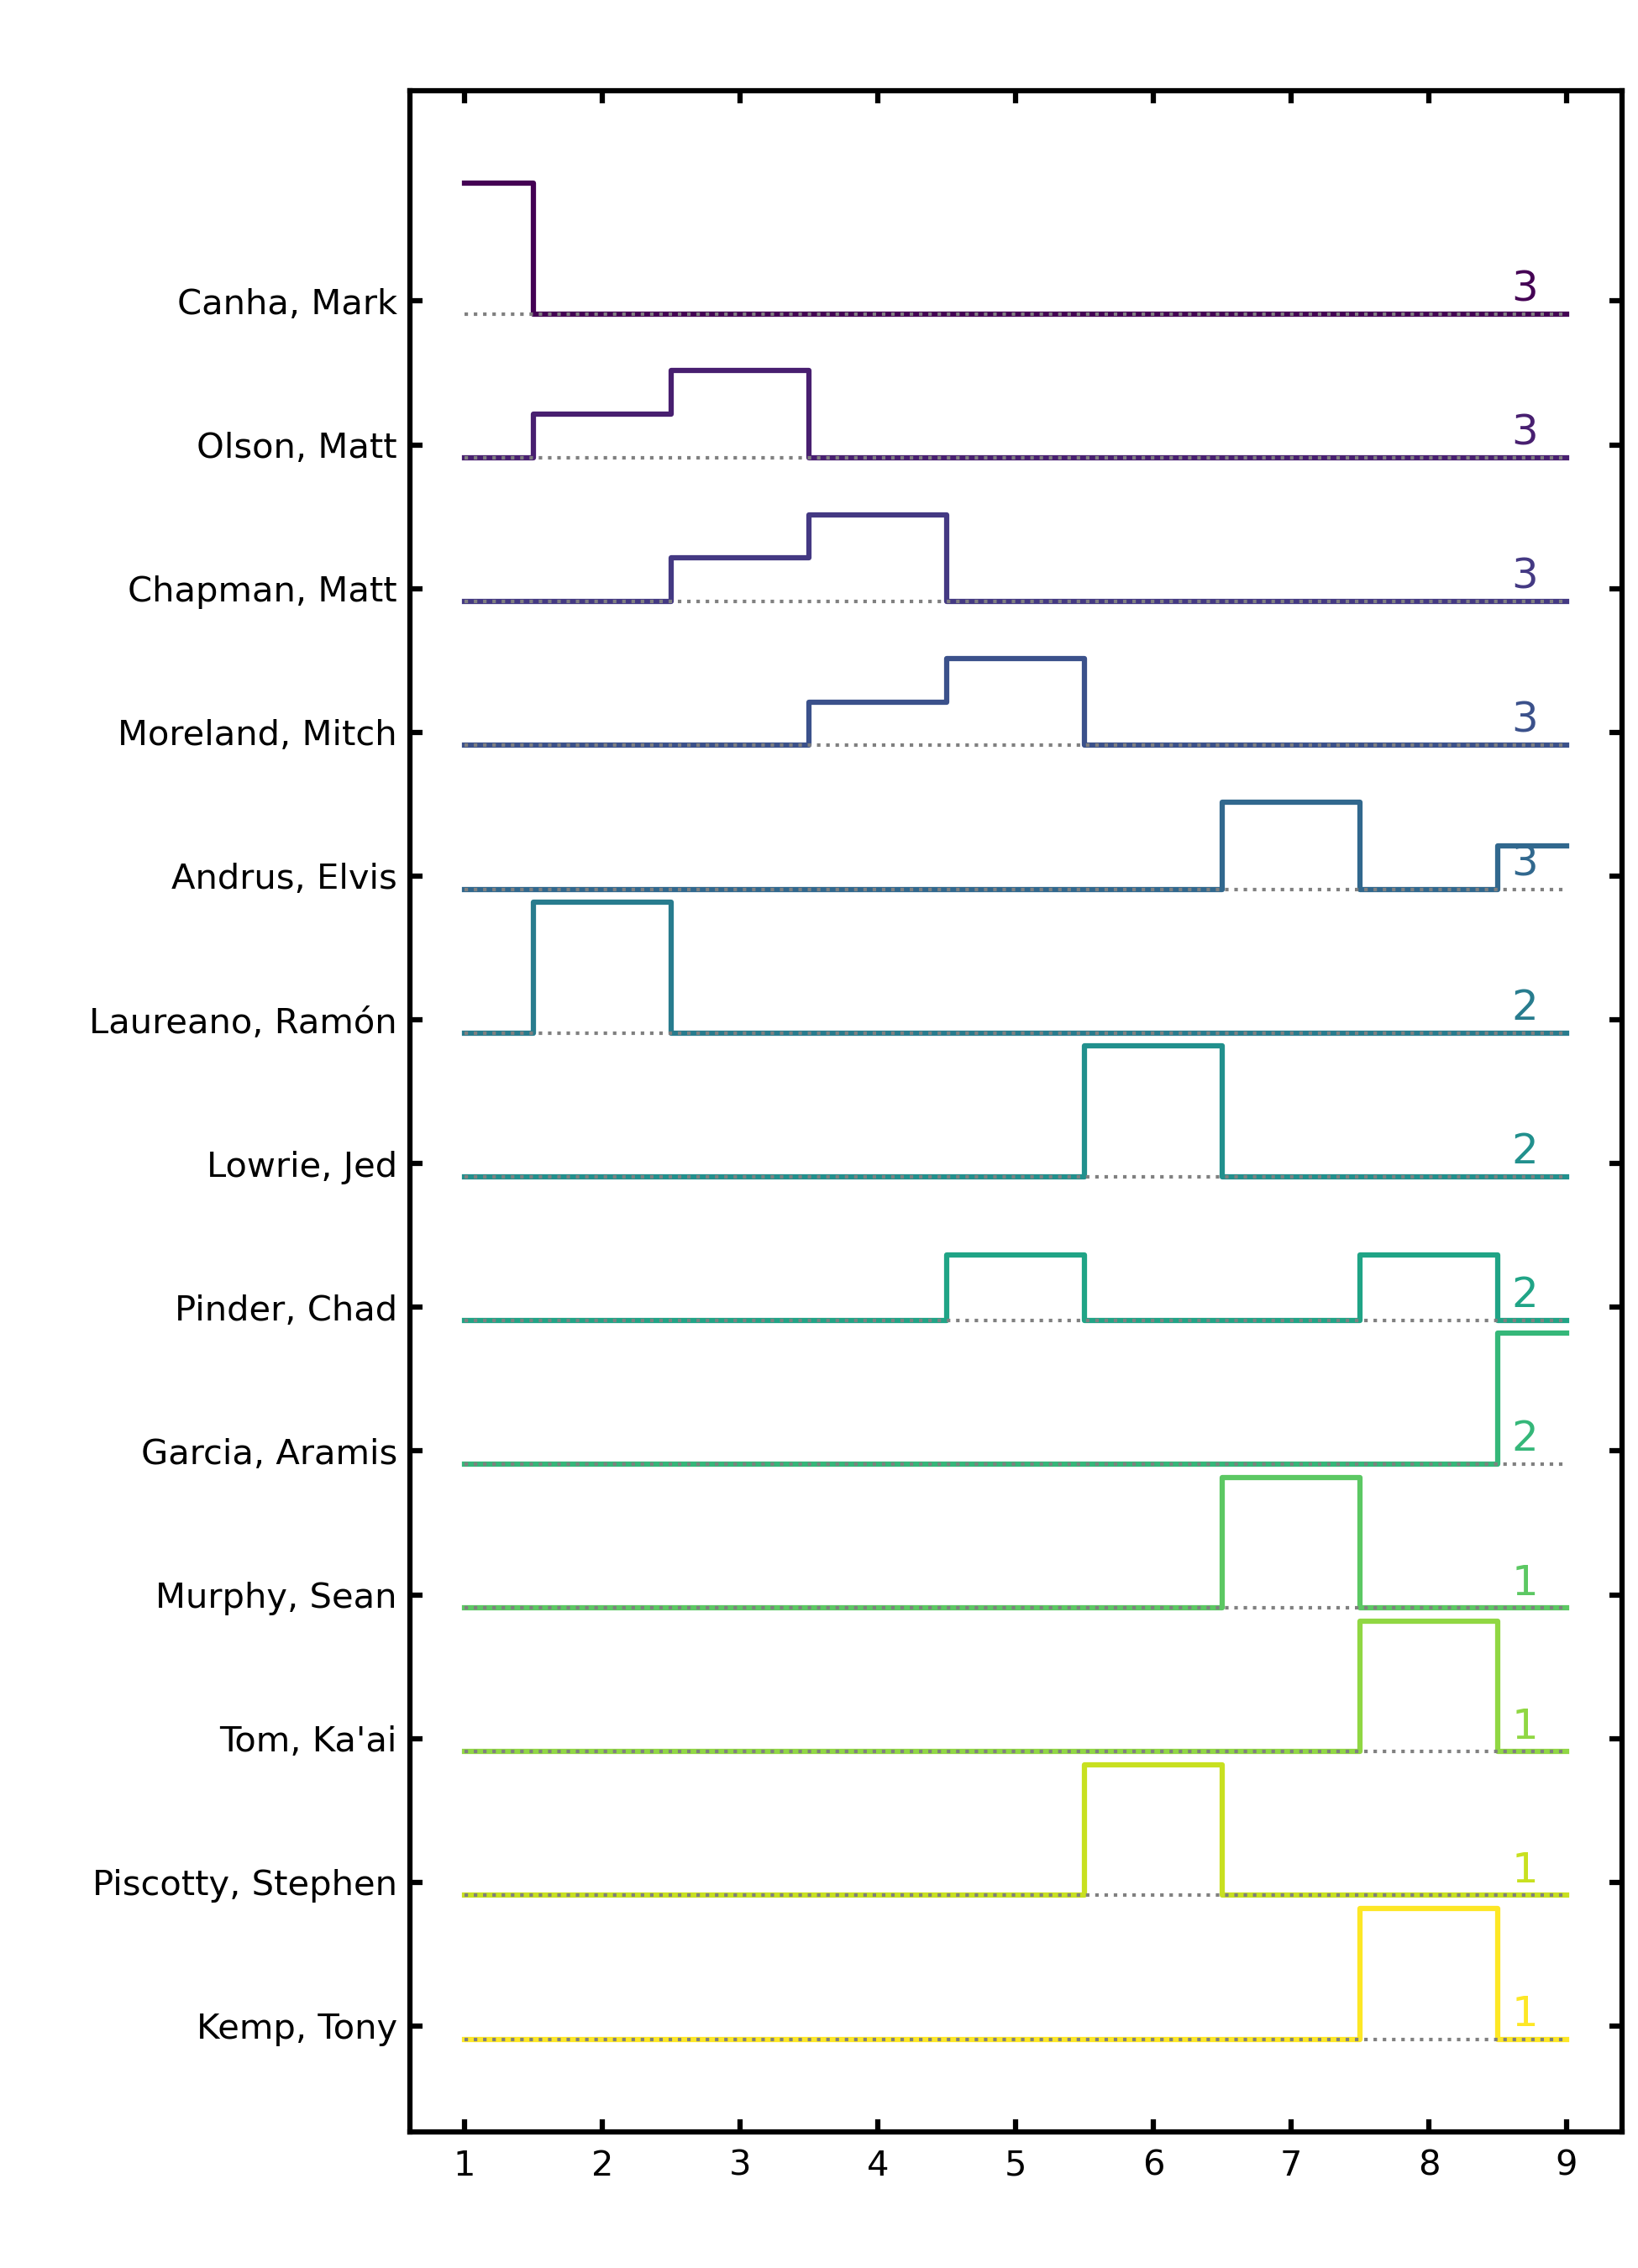 Canha, Mark 3
Olson, Matt 3
Chapman, Matt 3
Moreland, Mitch 3
Andrus, Elvis 3
Laureano, Ramón 2
Lowrie, Jed 2
Pinder, Chad 2
Garcia, Aramis 2
Murphy, Sean 1
Tom, Ka'ai 1
Piscotty, Stephen 1
Kemp, Tony 1
1 2 3 4 5 6 7 8 9